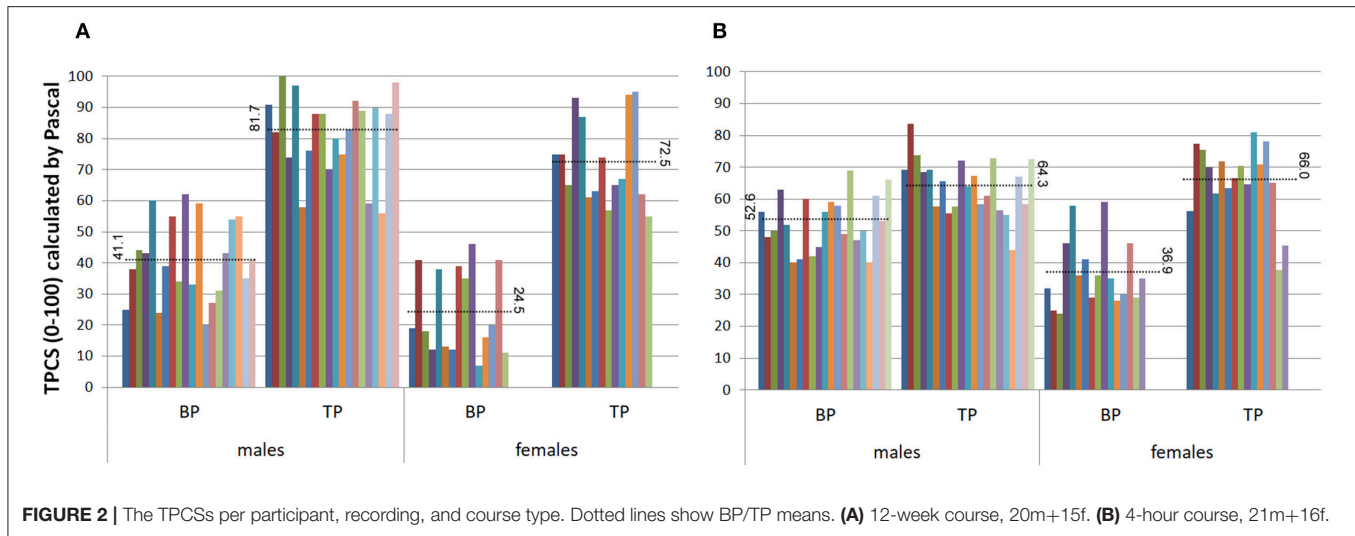 A
TPCS (0-100) calculated by Pascal
100
90
80
70
60
50
40
30
20
10
0
41.1
81.7
24.5
72.5
BP
TP
BP
TP
males
females
B
100
90
80
70
60
50
40
30
20
10
0
52.6
64.3
36.9
66.0
BP
TP
BP
TP
males
females
FIGURE 2 | The TPCSs per participant, recording, and course type. Dotted lines show BP/TP means. (A) 12-week course, 20m+15f. (B) 4-hour course, 21m+16f.